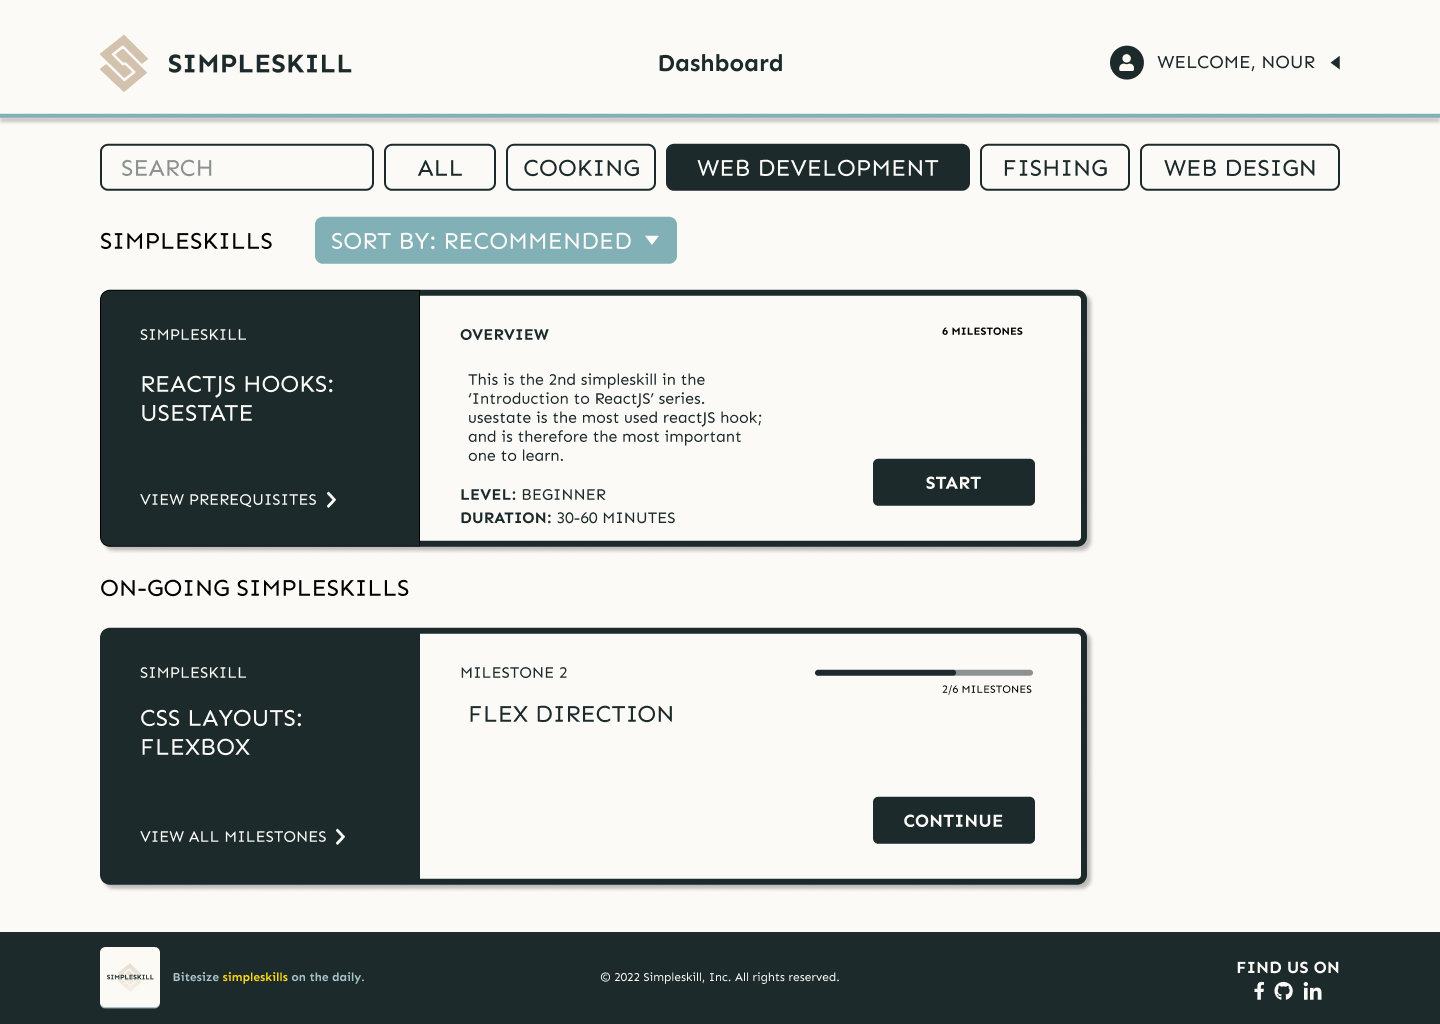 SIMPLESKILL
Dashboard
WELCOME, NOUR
SEARCH
ALL
COOKING
WEB DEVELOPMENT
FISHING
WEB DESIGN
SIMPLESKILLS
SORT BY: RECOMMENDED
SIMPLESKILL
REACTJS HOOKS:
USESTATE
VIEW PREREQUISITES
OVERVIEW
6 MILESTONES
This is the 2nd simpleskill in the
‘Introduction to ReactJS’ series.
usestate is the most used reactJS hook;
and is therefore the most important
one to learn.
LEVEL: BEGINNER
DURATION: 30-60 MINUTES
START
ON-GOING SIMPLESKILLS
SIMPLESKILL
CSS LAYOUTS:
FLEXBOX
VIEW ALL MILESTONES
MILESTONE 2
2/6 MILESTONES
FLEX DIRECTION
CONTINUE
SIMPLESKILL
Bitesize simpleskills on the daily.
© 2022 Simpleskill, Inc. All rights reserved.
FIND US ON